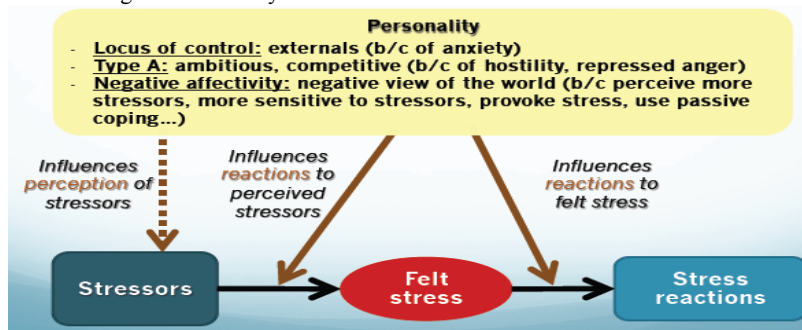 Personality
- Locus of control: externals (b/c of anxiety)
- Type A: ambitious, competitive (b/c of hostility, repressed anger)
- Negative affectivity: negative view of the world (b/c perceive more
stressors, more sensitive to stressors, provoke stress, use passive
coping...)
Influences
perception of
stressors
Influences
reactions to
perceived
stressors
Influences
reactions to
felt stress
Stressors
Felt
stress
Stress
reactions